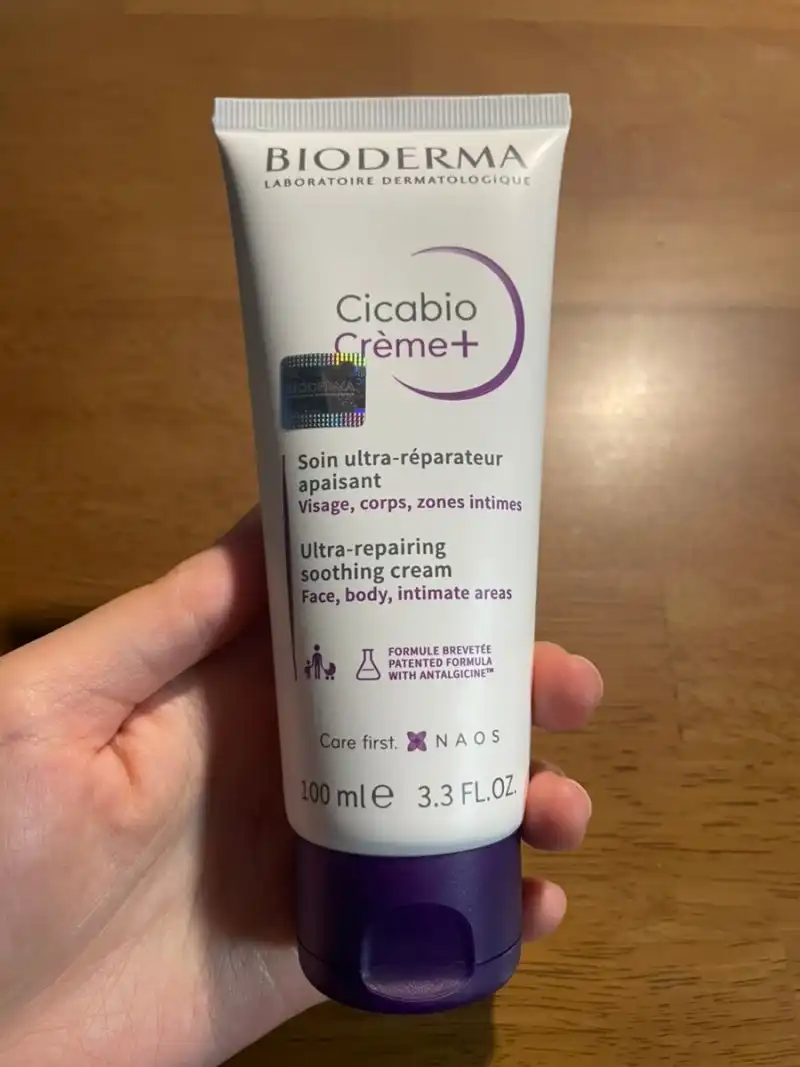 BIODERMA
LABORATOIRE DERMATOLOGIQUE
Cicabio
Crème+
BIODERMA
Soin ultra-réparateur
apaisant
Visage, corps, zones intimes
Ultra-repairing
soothing cream
Face, body, intimate areas
FORMULE BREVETÉE
PATENTED FORMULA
WITH ANTALGICINE™
Care first. NAOS
100 ml e 3.3 FL.OZ.